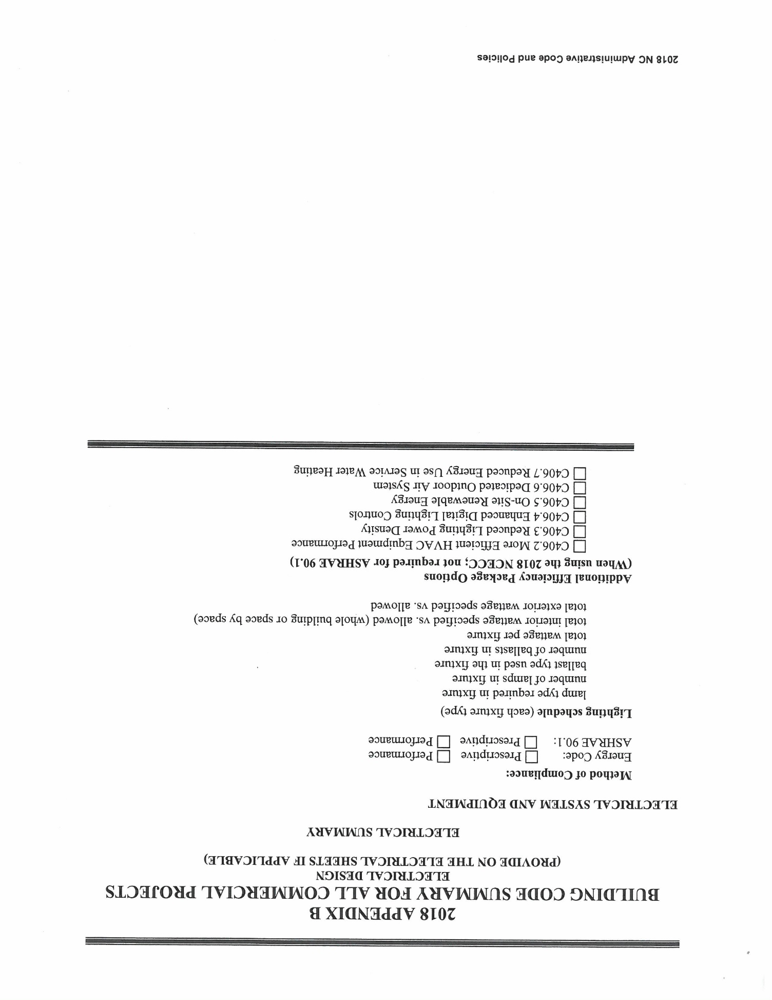 2018 APPENDIX B
BUILDING CODE SUMMARY FOR ALL COMMERCIAL PROJECTS
ELECTRICAL DESIGN
(PROVIDE ON THE ELECTRICAL SHEETS IF APPLICABLE)
ELECTRICAL SUMMARY
ELECTRICAL SYSTEM AND EQUIPMENT
Method of Compliance:
Energy Code: ☐ Prescriptive ☐ Performance
ASHRAE 90.1: ☐ Prescriptive ☐ Performance
Lighting schedule (each fixture type)
lamp type required in fixture
number of lamps in fixture
ballast type used in the fixture
number of ballasts in fixture
total wattage per fixture
total interior wattage specified vs. allowed (whole building or space by space)
total exterior wattage specified vs. allowed
Additional Efficiency Package Options
(When using the 2018 NCECC; not required for ASHRAE 90.1)
☐ C406.2 More Efficient HVAC Equipment Performance
☐ C406.3 Reduced Lighting Power Density
☐ C406.4 Enhanced Digital Lighting Controls
☐ C406.5 On-Site Renewable Energy
☐ C406.6 Dedicated Outdoor Air System
☐ C406.7 Reduced Energy Use in Service Water Heating
2018 NC Administrative Code and Policies